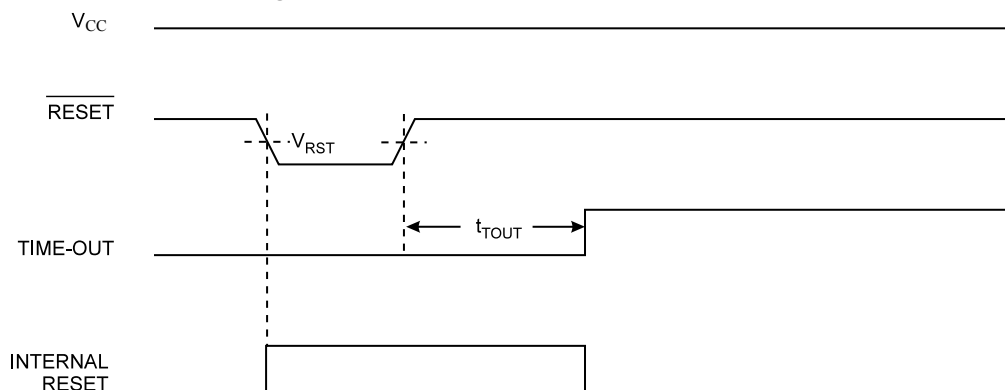 VCC
RESET
VRST
tTOUT
TIME-OUT
INTERNAL
RESET